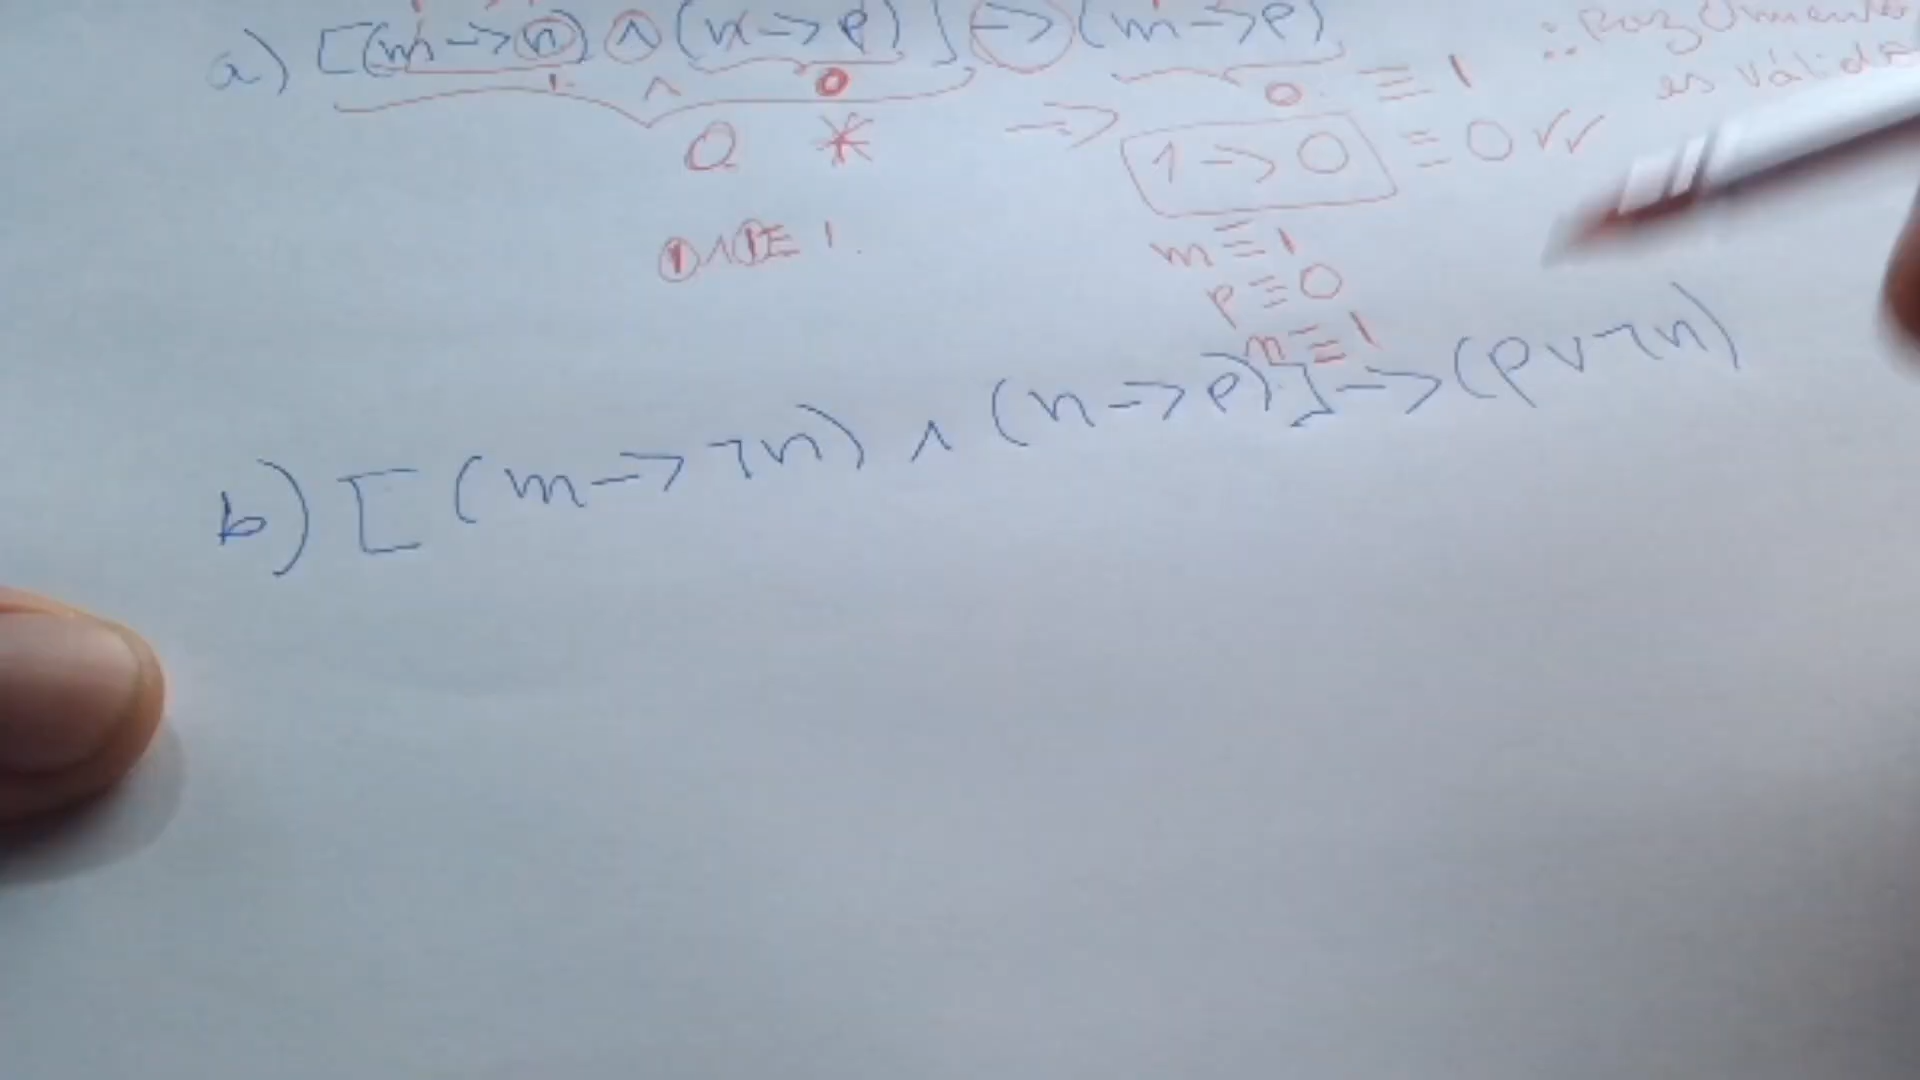 a) [(m → n) ∧ (n → p)] → (m → p)
1 ∧ 0 0 ≡ 1 ∴ Razonamiento
es válido
0 * ⇒ 1 → 0 ≡ 0 ✓✓
1 ∧ 1 ≡ 1. m ≡ 1
p ≡ 0
n ≡ 1
b) [(m → ¬n) ∧ (n → p)] → (p ∨ ¬n)